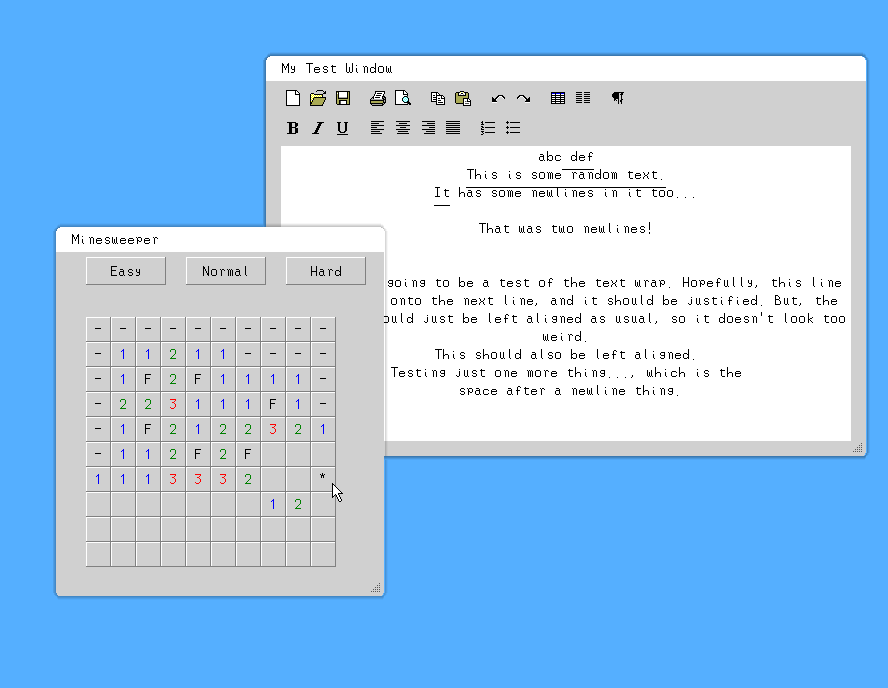 My Test Window
B I U
abc def
This is some random text.
It has some newlines in it too...
That was two newlines!
going to be a test of the text wrap. Hopefully, this line
onto the next line, and it should be justified. But, the
ould just be left aligned as usual, so it doesn't look too
weird.
This should also be left aligned.
Testing just one more thing..., which is the
space after a newline thing.
Minesweeper
Easy Normal Hard
- - - - - - - - - -
- 1 1 2 1 1 - - - -
- 1 F 2 F 1 1 1 1 -
- 2 2 3 1 1 1 F 1 -
- 1 F 2 1 2 2 3 2 1
- 1 1 2 F 2 F
1 1 1 3 3 3 2 *
1 2